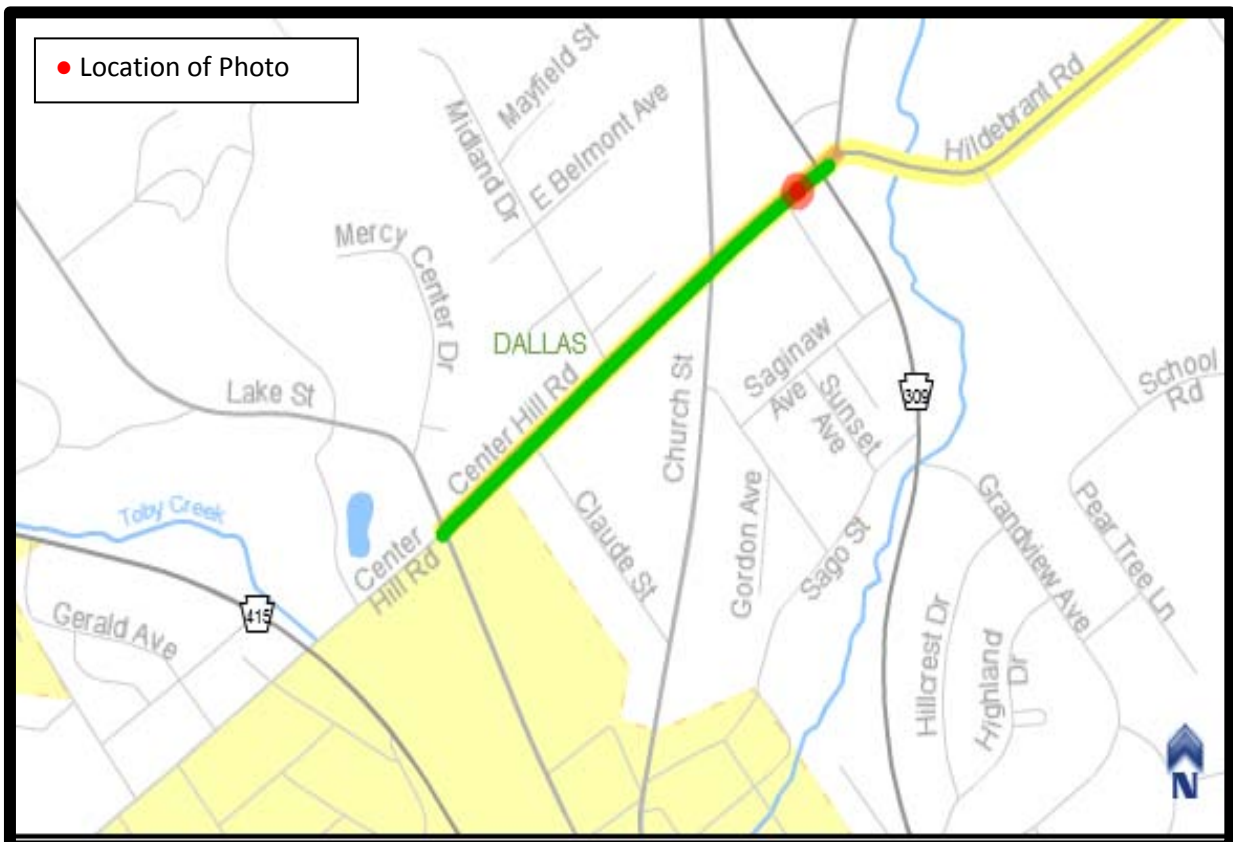 ● Location of Photo
Mayfield St
Midland Dr
E Belmont Ave
Hildebrant Rd
Mercy Center Dr
DALLAS
Lake St
Center Hill Rd
Church St
Saginaw
Ave
Sunset
Ave
309
School
Rd
Toby Creek
Center
Hill Rd
Claude St
Gordon Ave
Sago St
Grandview Ave
Pear Tree Ln
415
Gerald Ave
Hillcrest Dr
Highland
Dr
N